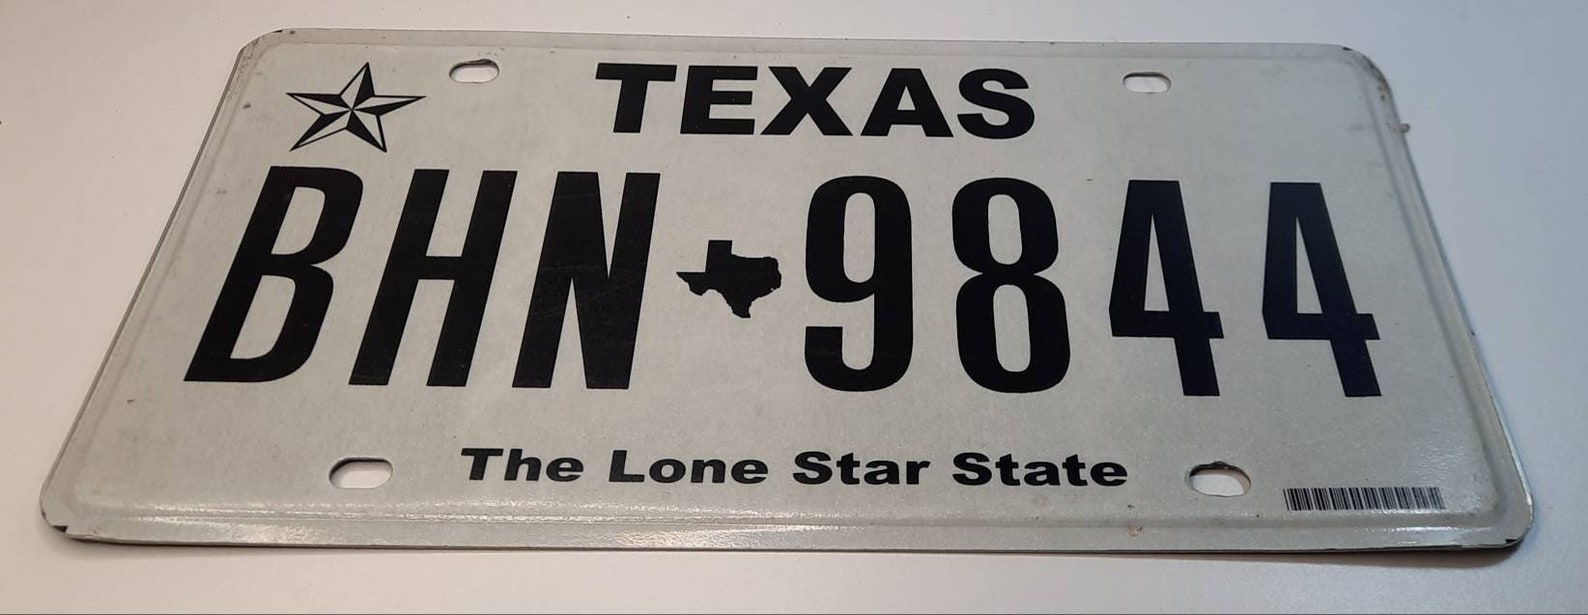 TEXAS
BHN 9844
The Lone Star State